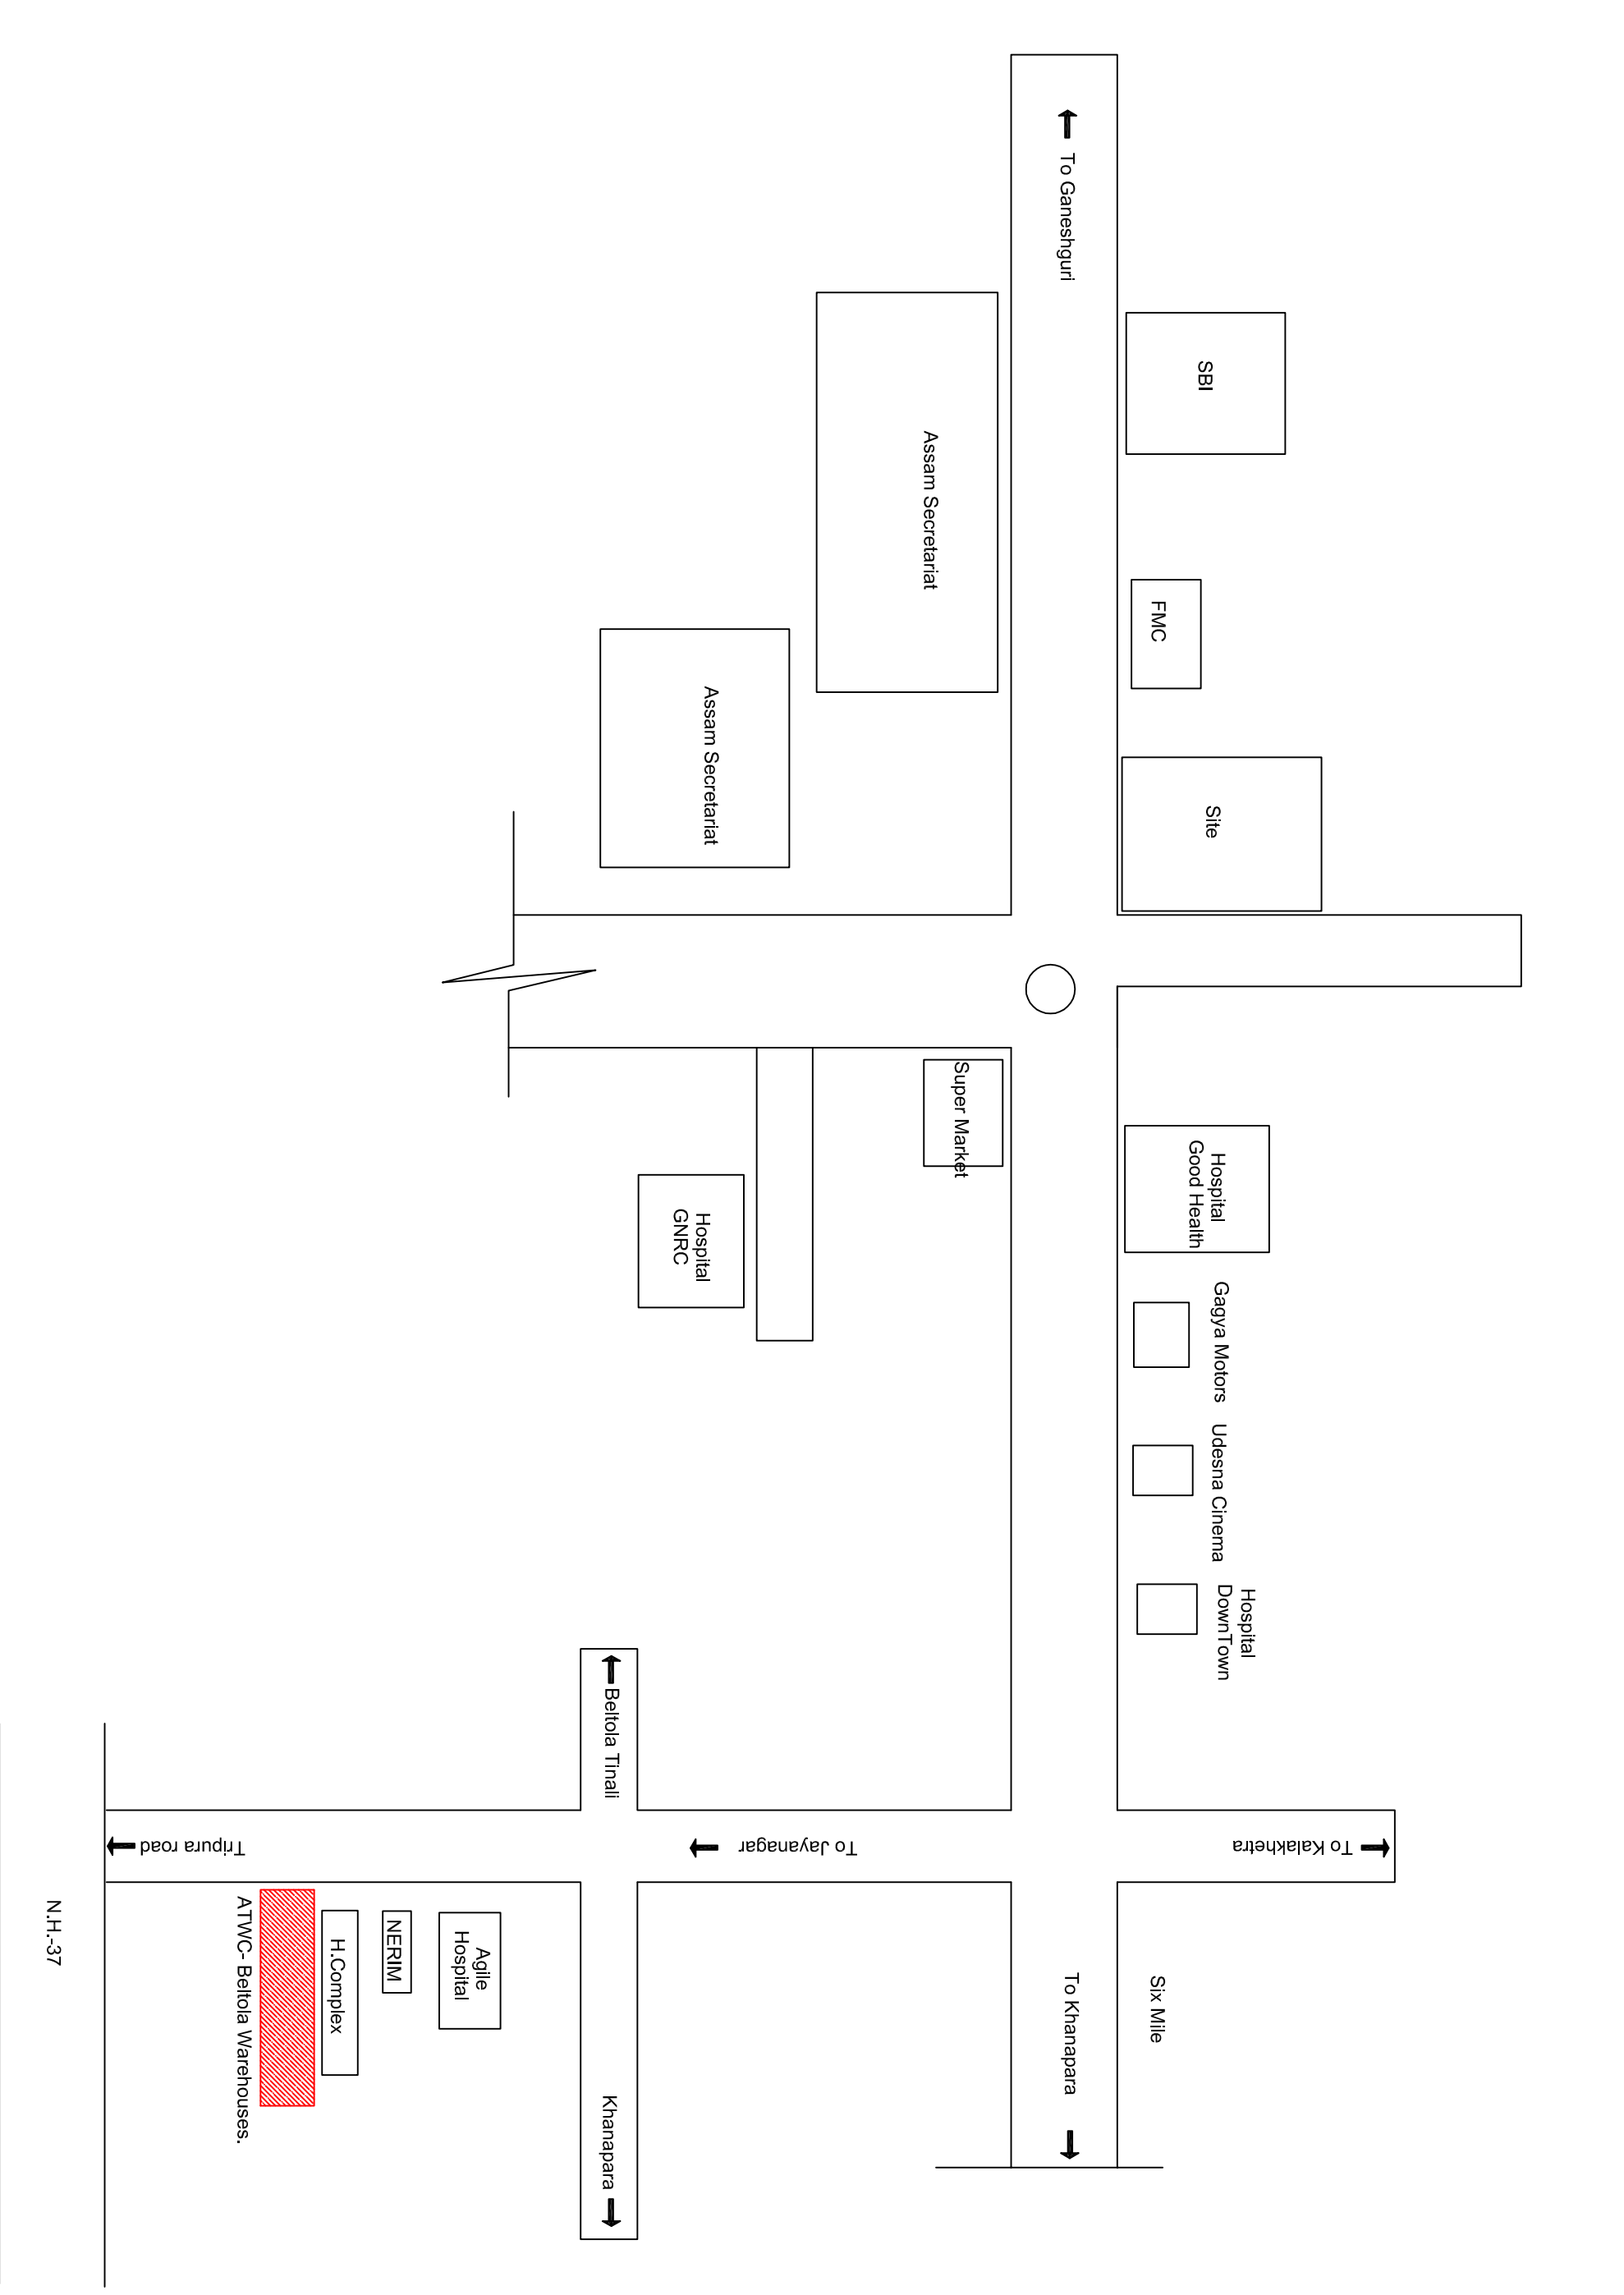 To Ganeshguri
SBI
Assam Secretariat
FMC
Assam Secretariat
Site
Super Market
Hospital
Good Health
Hospital
GNRC
Gagya Motors
Udesna Cinema
Hospital
DownTown
Beltola Tinali
To Kalakhetra
To Jayanagar
Tripura road
Six Mile
To Khanapara
Khanapara
Agile
Hospital
NERIM
H.Complex
ATWC- Beltola Warehouses.
N.H.-37